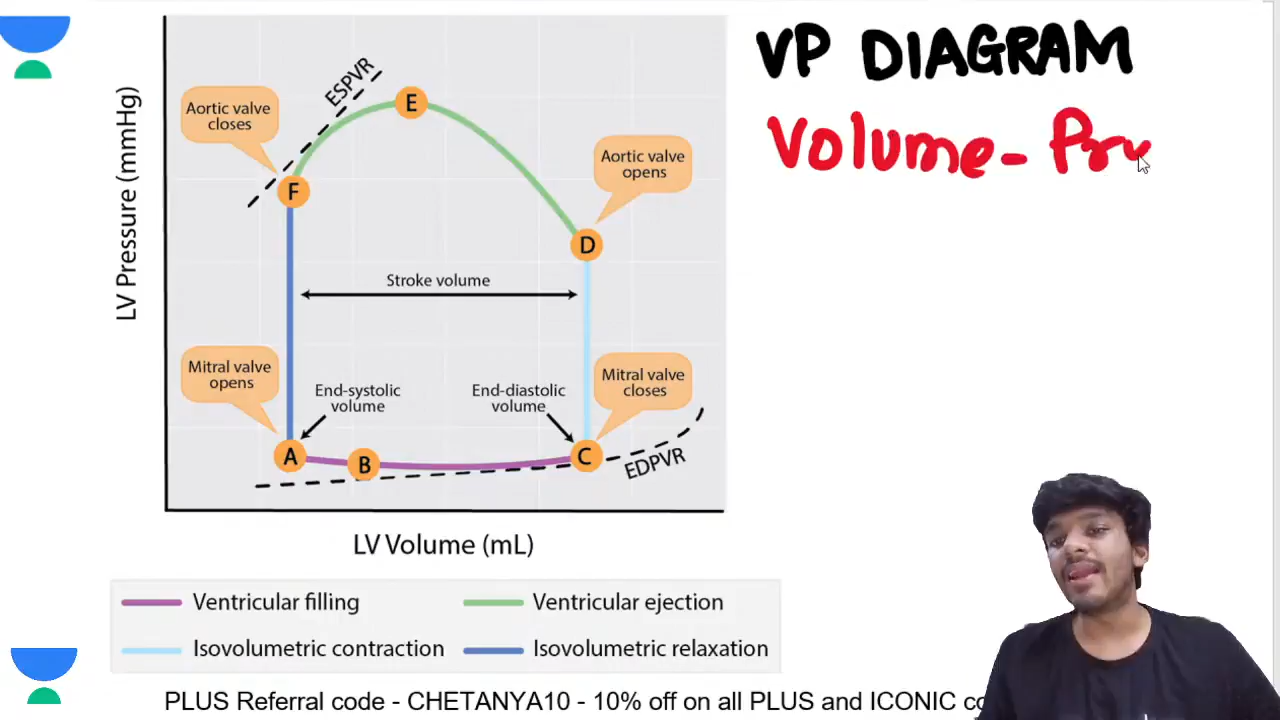 VP DIAGRAM
Volume-
LV Pressure (mmHg)
LV Volume (mL)
ESPVR
Aortic valve
closes
E
F
Aortic valve
opens
D
Stroke volume
Mitral valve
opens
End-systolic
volume
End-diastolic
volume
Mitral valve
closes
A
B
C
EDPVR
Ventricular filling
Ventricular ejection
Isovolumetric contraction
Isovolumetric relaxation
PLUS Referral code - CHETANYA10 - 10% off on all PLUS and ICONIC